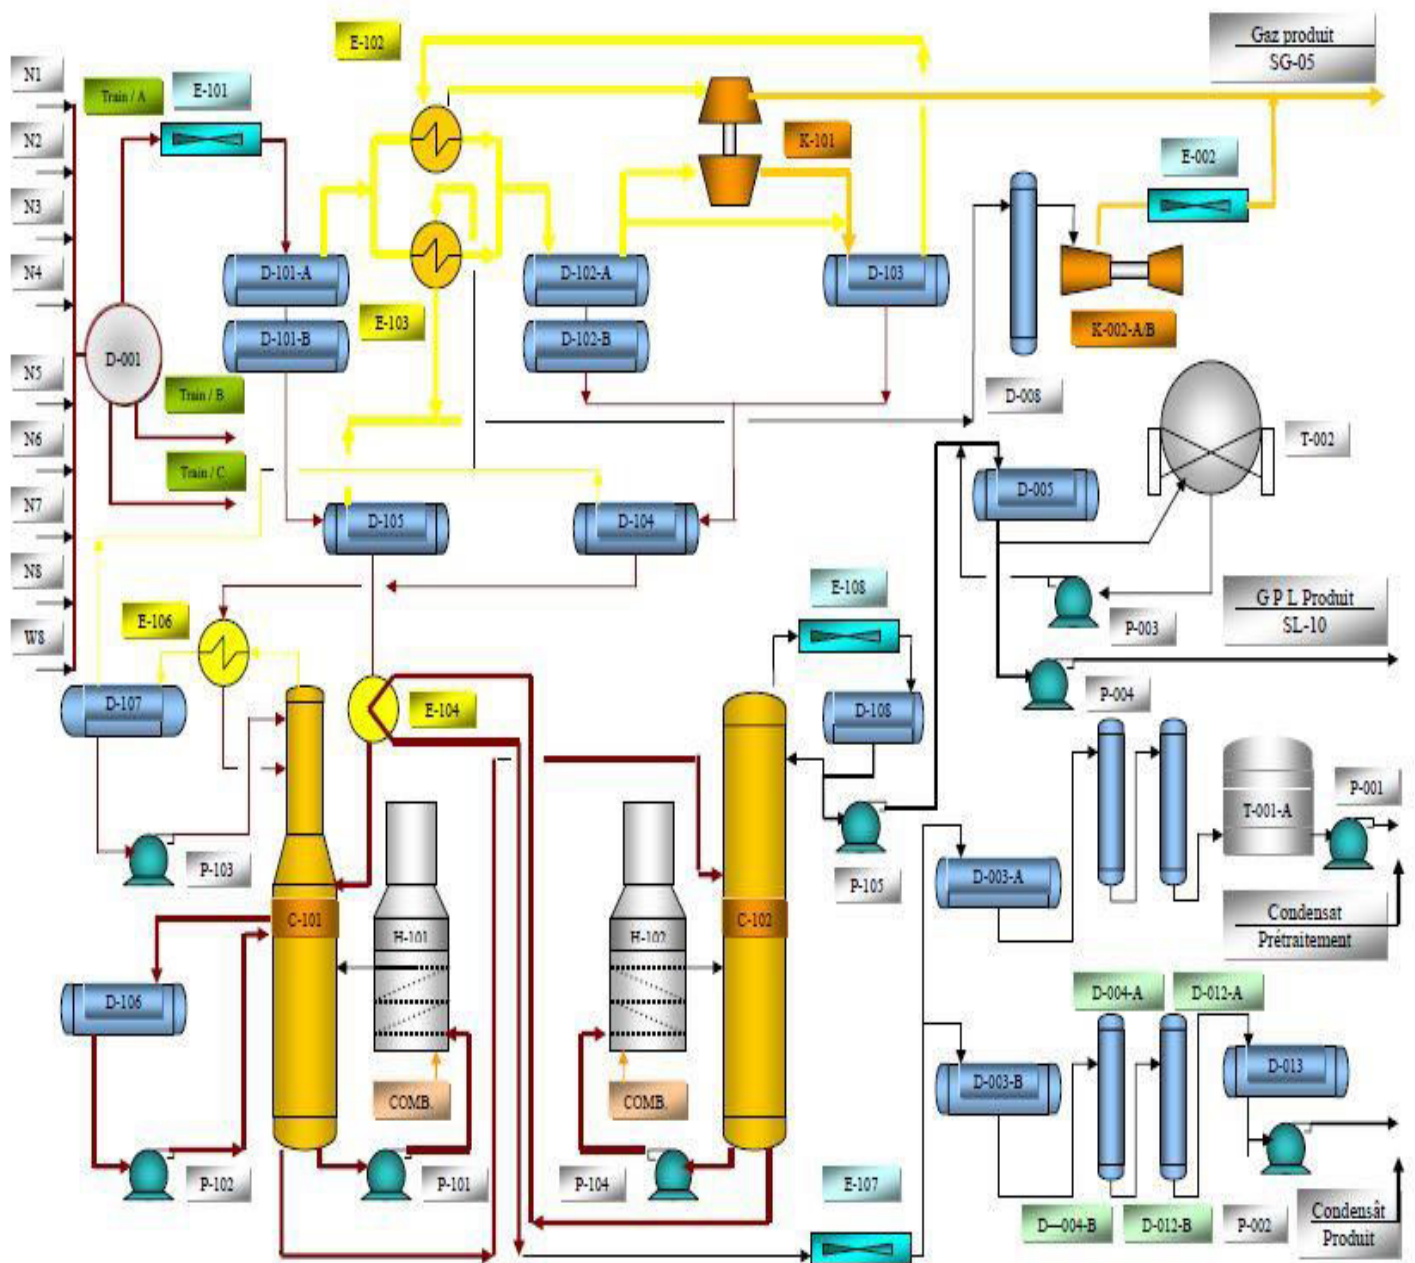 E-102
Gaz produit
SG-05
N1
Train / A
E-101
N2
K-101
E-002
N3
N4
D-101-A
D-102-A
D-103
E-103
D-101-B
D-102-B
K-002-A/B
D-001
N5
Train / B
D-008
N6
T-002
Train / C
D-005
N7
D-105
D-104
N8
E-108
G P L Produit
SL-10
E-106
P-003
W8
D-107
E-104
D-108
P-004
P-001
T-001-A
P-103
P-105
D-003-A
C-101
H-101
H-102
C-102
Condensat
Prétraitement
D-106
D-004-A
D-012-A
D-003-B
D-013
COMB.
COMB.
P-102
P-101
P-104
E-107
D—004-B
D-012-B
P-002
Condensât
Produit